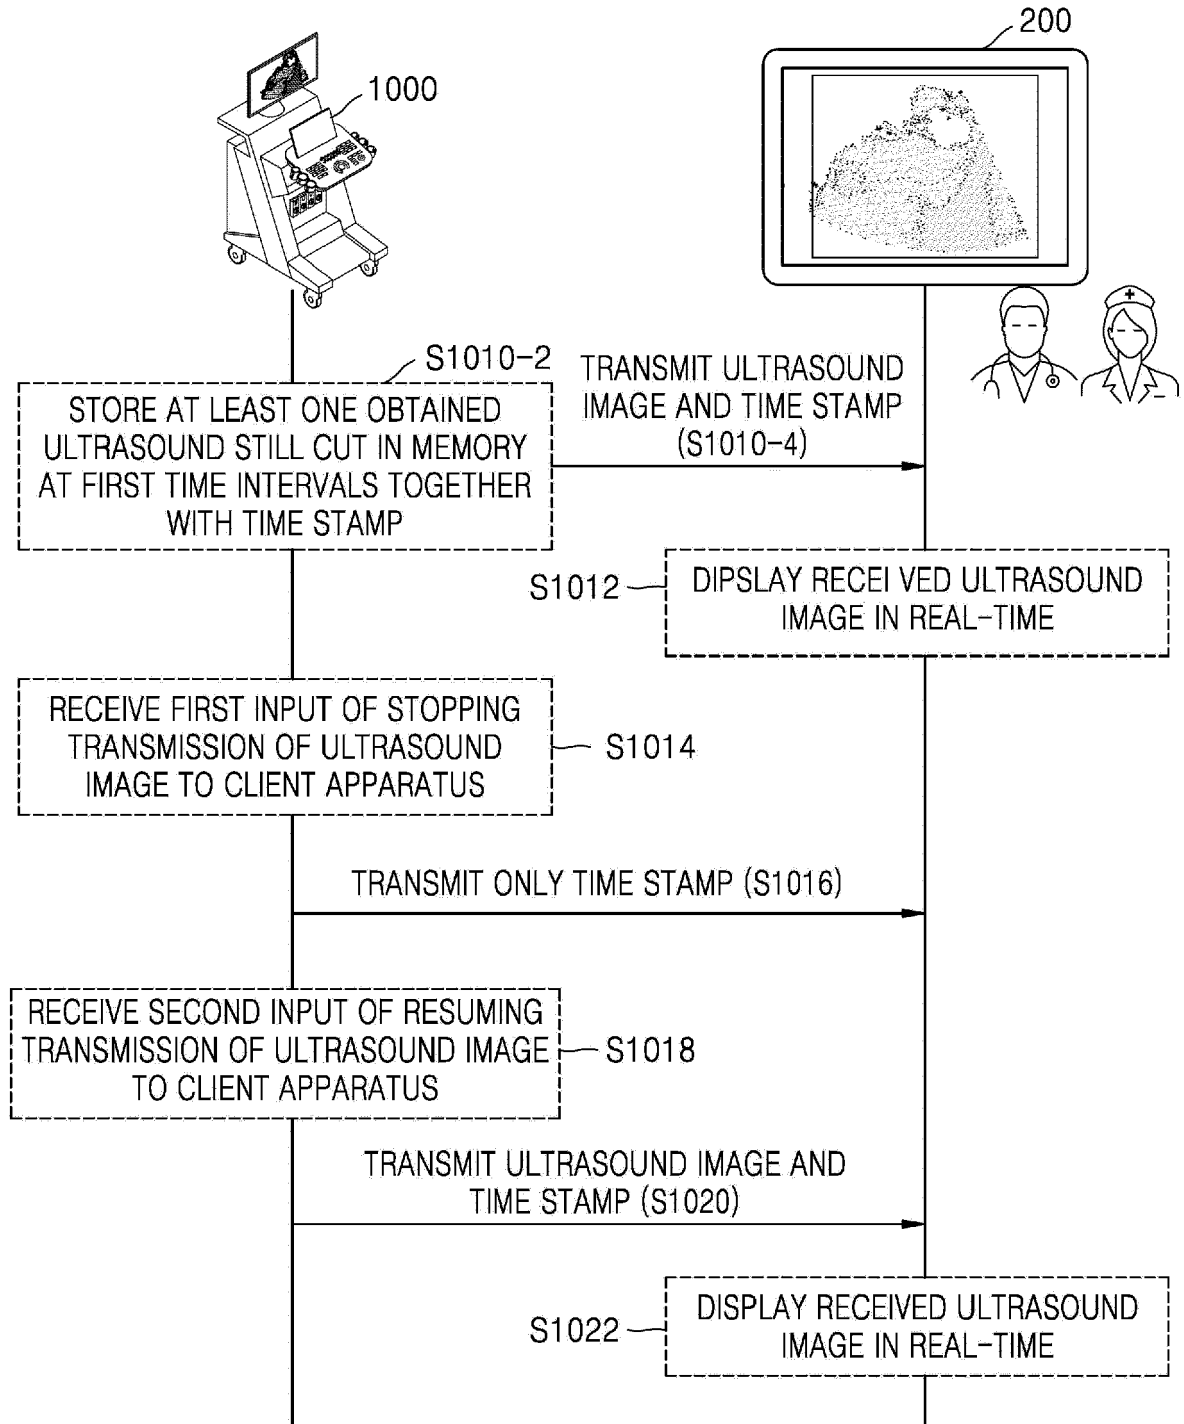 200
1000
S1010-2
TRANSMIT ULTRASOUND
IMAGE AND TIME STAMP
(S1010-4)
STORE AT LEAST ONE OBTAINED
ULTRASOUND STILL CUT IN MEMORY
AT FIRST TIME INTERVALS TOGETHER
WITH TIME STAMP
S1012
DIPSLAY RECEI VED ULTRASOUND
IMAGE IN REAL-TIME
RECEIVE FIRST INPUT OF STOPPING
TRANSMISSION OF ULTRASOUND
IMAGE TO CLIENT APPARATUS
S1014
TRANSMIT ONLY TIME STAMP (S1016)
RECEIVE SECOND INPUT OF RESUMING
TRANSMISSION OF ULTRASOUND IMAGE
TO CLIENT APPARATUS
S1018
TRANSMIT ULTRASOUND IMAGE AND
TIME STAMP (S1020)
S1022
DISPLAY RECEIVED ULTRASOUND
IMAGE IN REAL-TIME